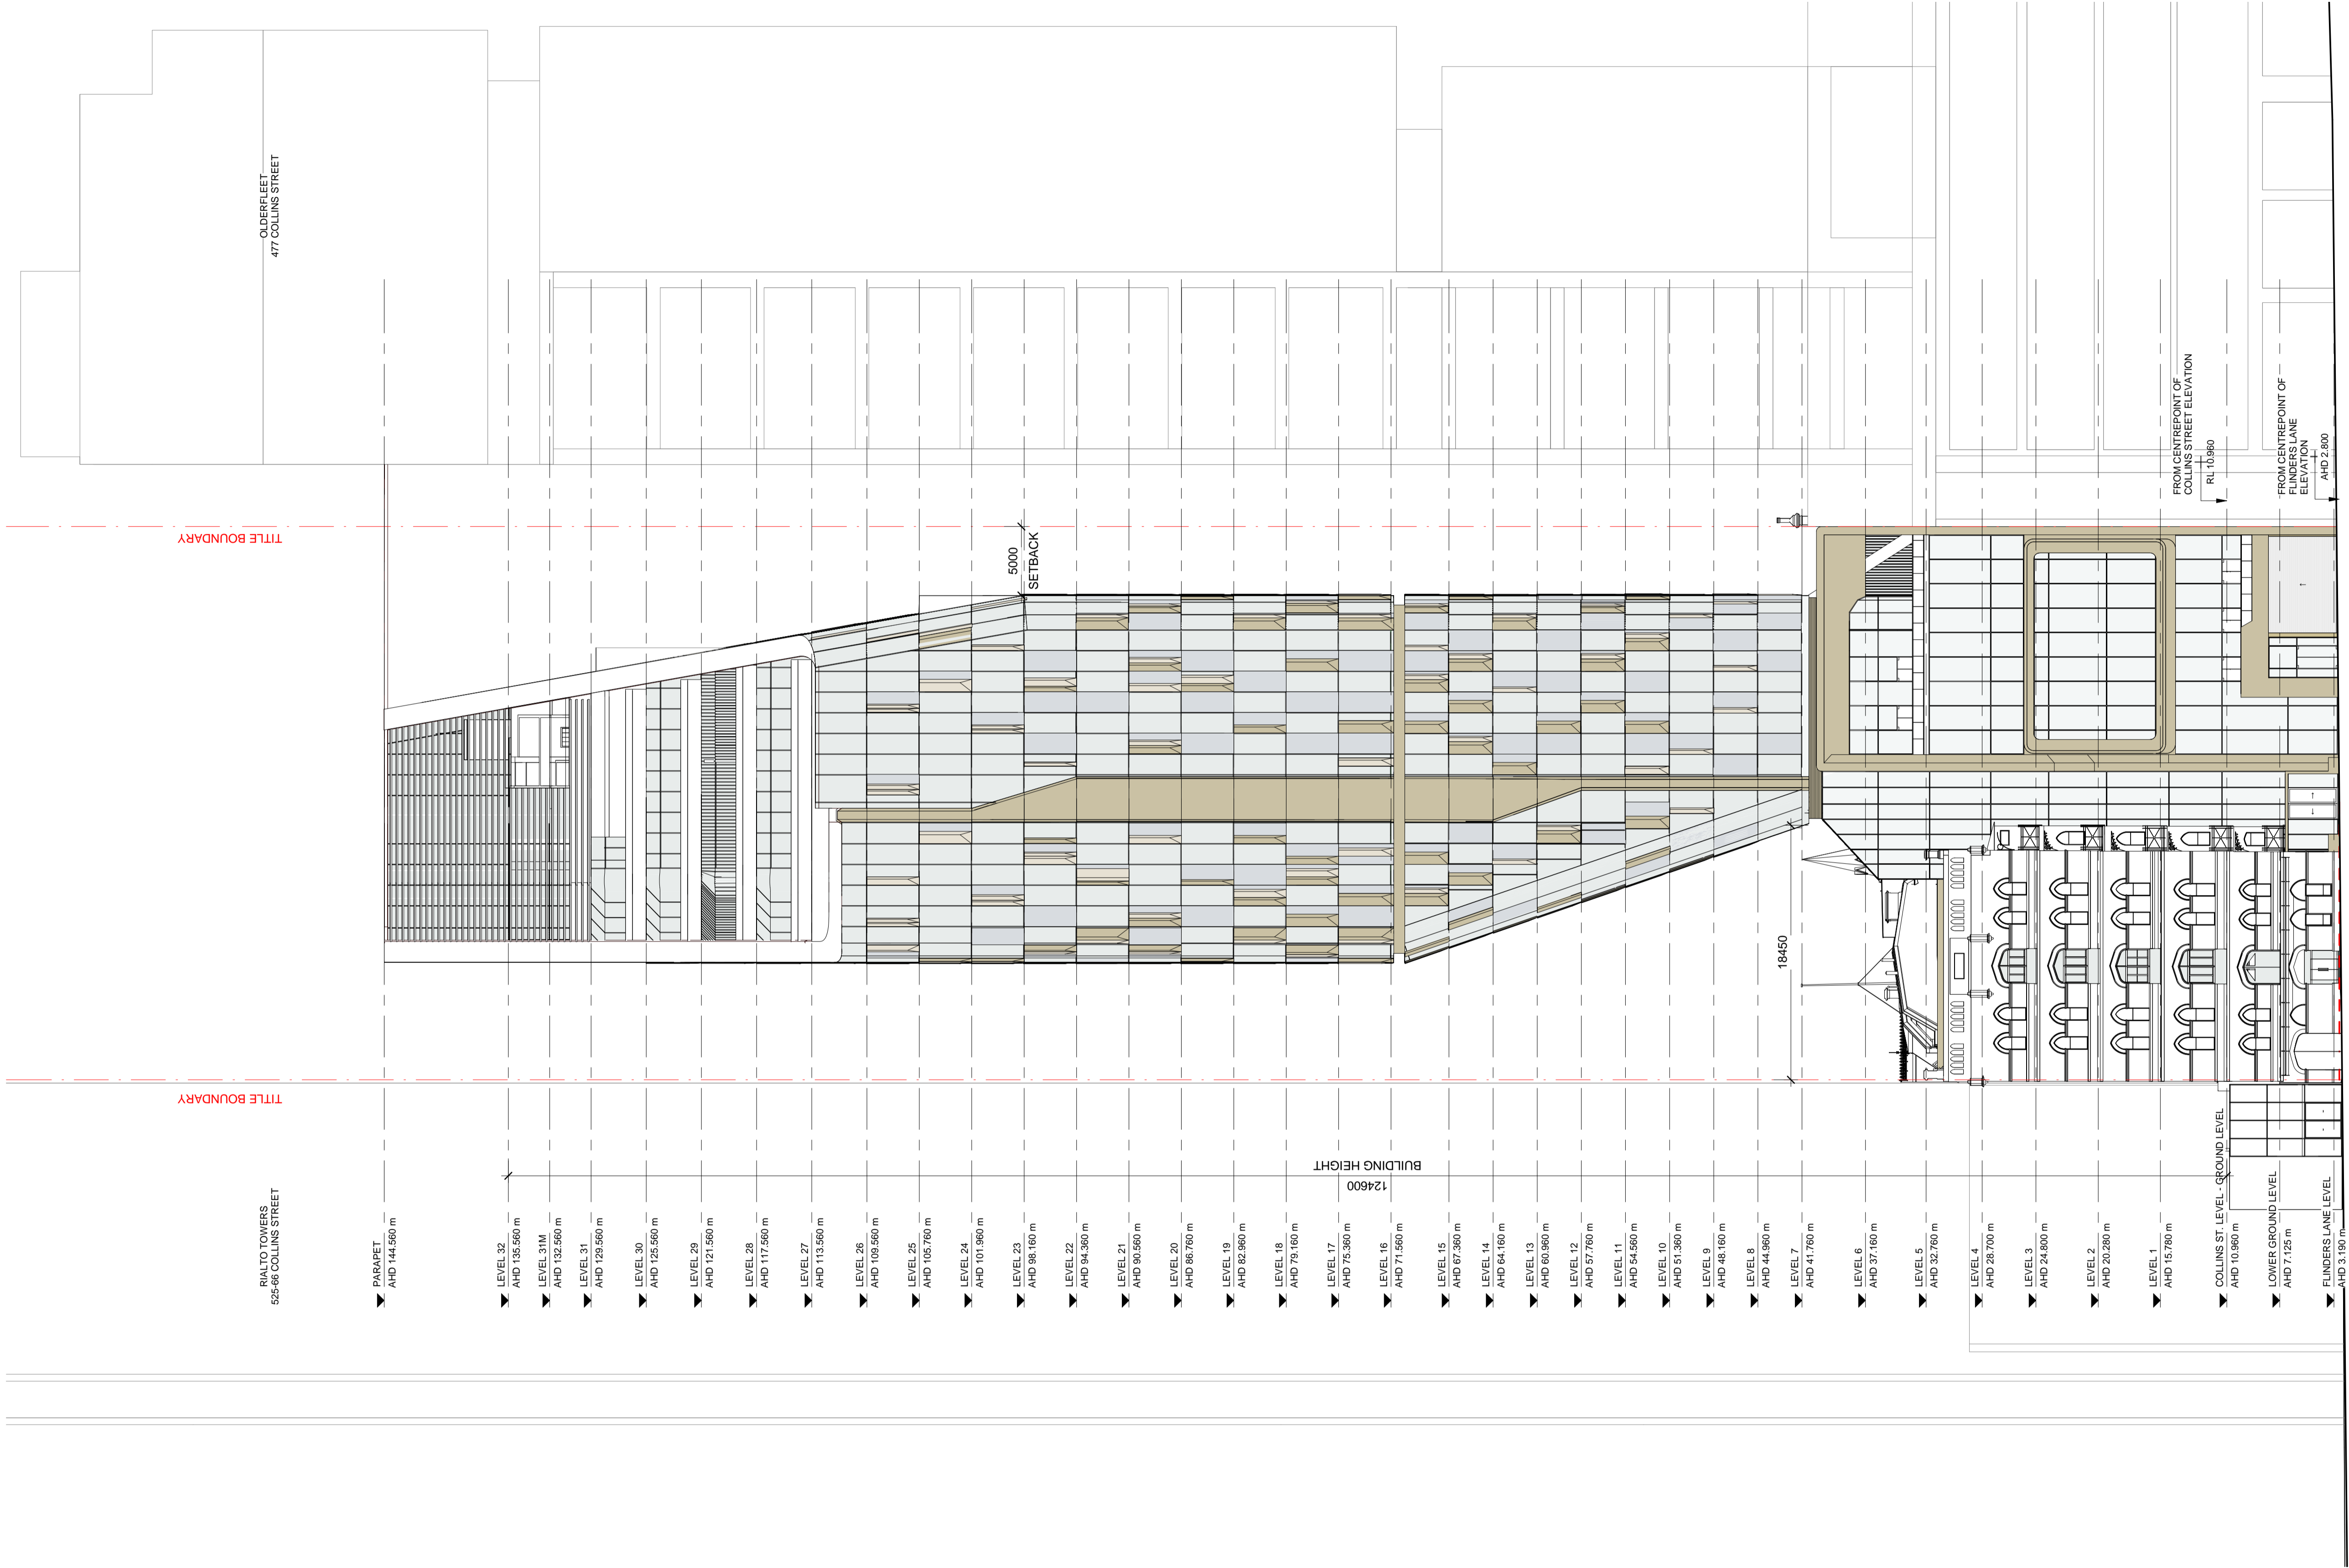 OLDERFLEET
477 COLLINS STREET
TITLE BOUNDARY
TITLE BOUNDARY
RIALTO TOWERS
525-66 COLLINS STREET
5000
SETBACK
18450
BUILDING HEIGHT
124600
FROM CENTREPOINT OF
COLLINS STREET ELEVATION
RL 10.960
FROM CENTREPOINT OF
FLINDERS LANE
ELEVATION
AHD 2.800
PARAPET
AHD 144.560 m
LEVEL 32
AHD 135.560 m
LEVEL 31M
AHD 132.560 m
LEVEL 31
AHD 129.560 m
LEVEL 30
AHD 125.560 m
LEVEL 29
AHD 121.560 m
LEVEL 28
AHD 117.560 m
LEVEL 27
AHD 113.560 m
LEVEL 26
AHD 109.560 m
LEVEL 25
AHD 105.760 m
LEVEL 24
AHD 101.960 m
LEVEL 23
AHD 98.160 m
LEVEL 22
AHD 94.360 m
LEVEL 21
AHD 90.560 m
LEVEL 20
AHD 86.760 m
LEVEL 19
AHD 82.960 m
LEVEL 18
AHD 79.160 m
LEVEL 17
AHD 75.360 m
LEVEL 16
AHD 71.560 m
LEVEL 15
AHD 67.360 m
LEVEL 14
AHD 64.160 m
LEVEL 13
AHD 60.960 m
LEVEL 12
AHD 57.760 m
LEVEL 11
AHD 54.560 m
LEVEL 10
AHD 51.360 m
LEVEL 9
AHD 48.160 m
LEVEL 8
AHD 44.960 m
LEVEL 7
AHD 41.760 m
LEVEL 6
AHD 37.160 m
LEVEL 5
AHD 32.760 m
LEVEL 4
AHD 28.700 m
LEVEL 3
AHD 24.800 m
LEVEL 2
AHD 20.280 m
LEVEL 1
AHD 15.780 m
COLLINS ST. LEVEL - GROUND LEVEL
AHD 10.960 m
LOWER GROUND LEVEL
AHD 7.125 m
FLINDERS LANE LEVEL
AHD 3.190 m